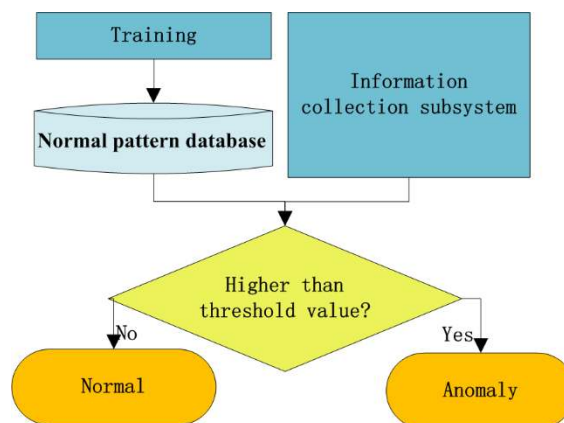 Training
Information
collection subsystem
Normal pattern database
Higher than
threshold value?
No
Yes
Normal
Anomaly